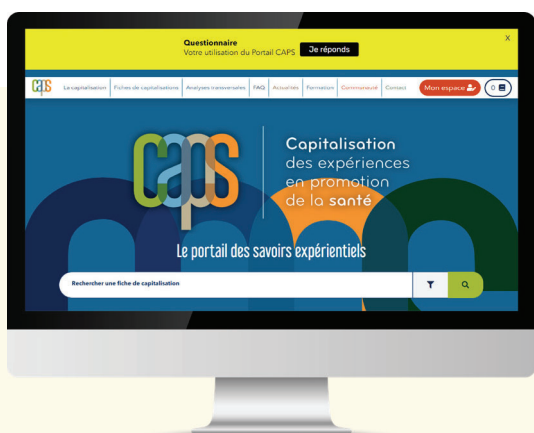 Questionnaire
Votre utilisation du Portail CAPS
Je réponds
X
caps
La capitalisation
Fiches de capitalisations
Analyses transversales
FAQ
Actualités
Formation
Communauté
Contact
Mon espace
0
caps
Capitalisation
des expériences
en promotion
de la santé
Le portail des savoirs expérientiels
Rechercher une fiche de capitalisation